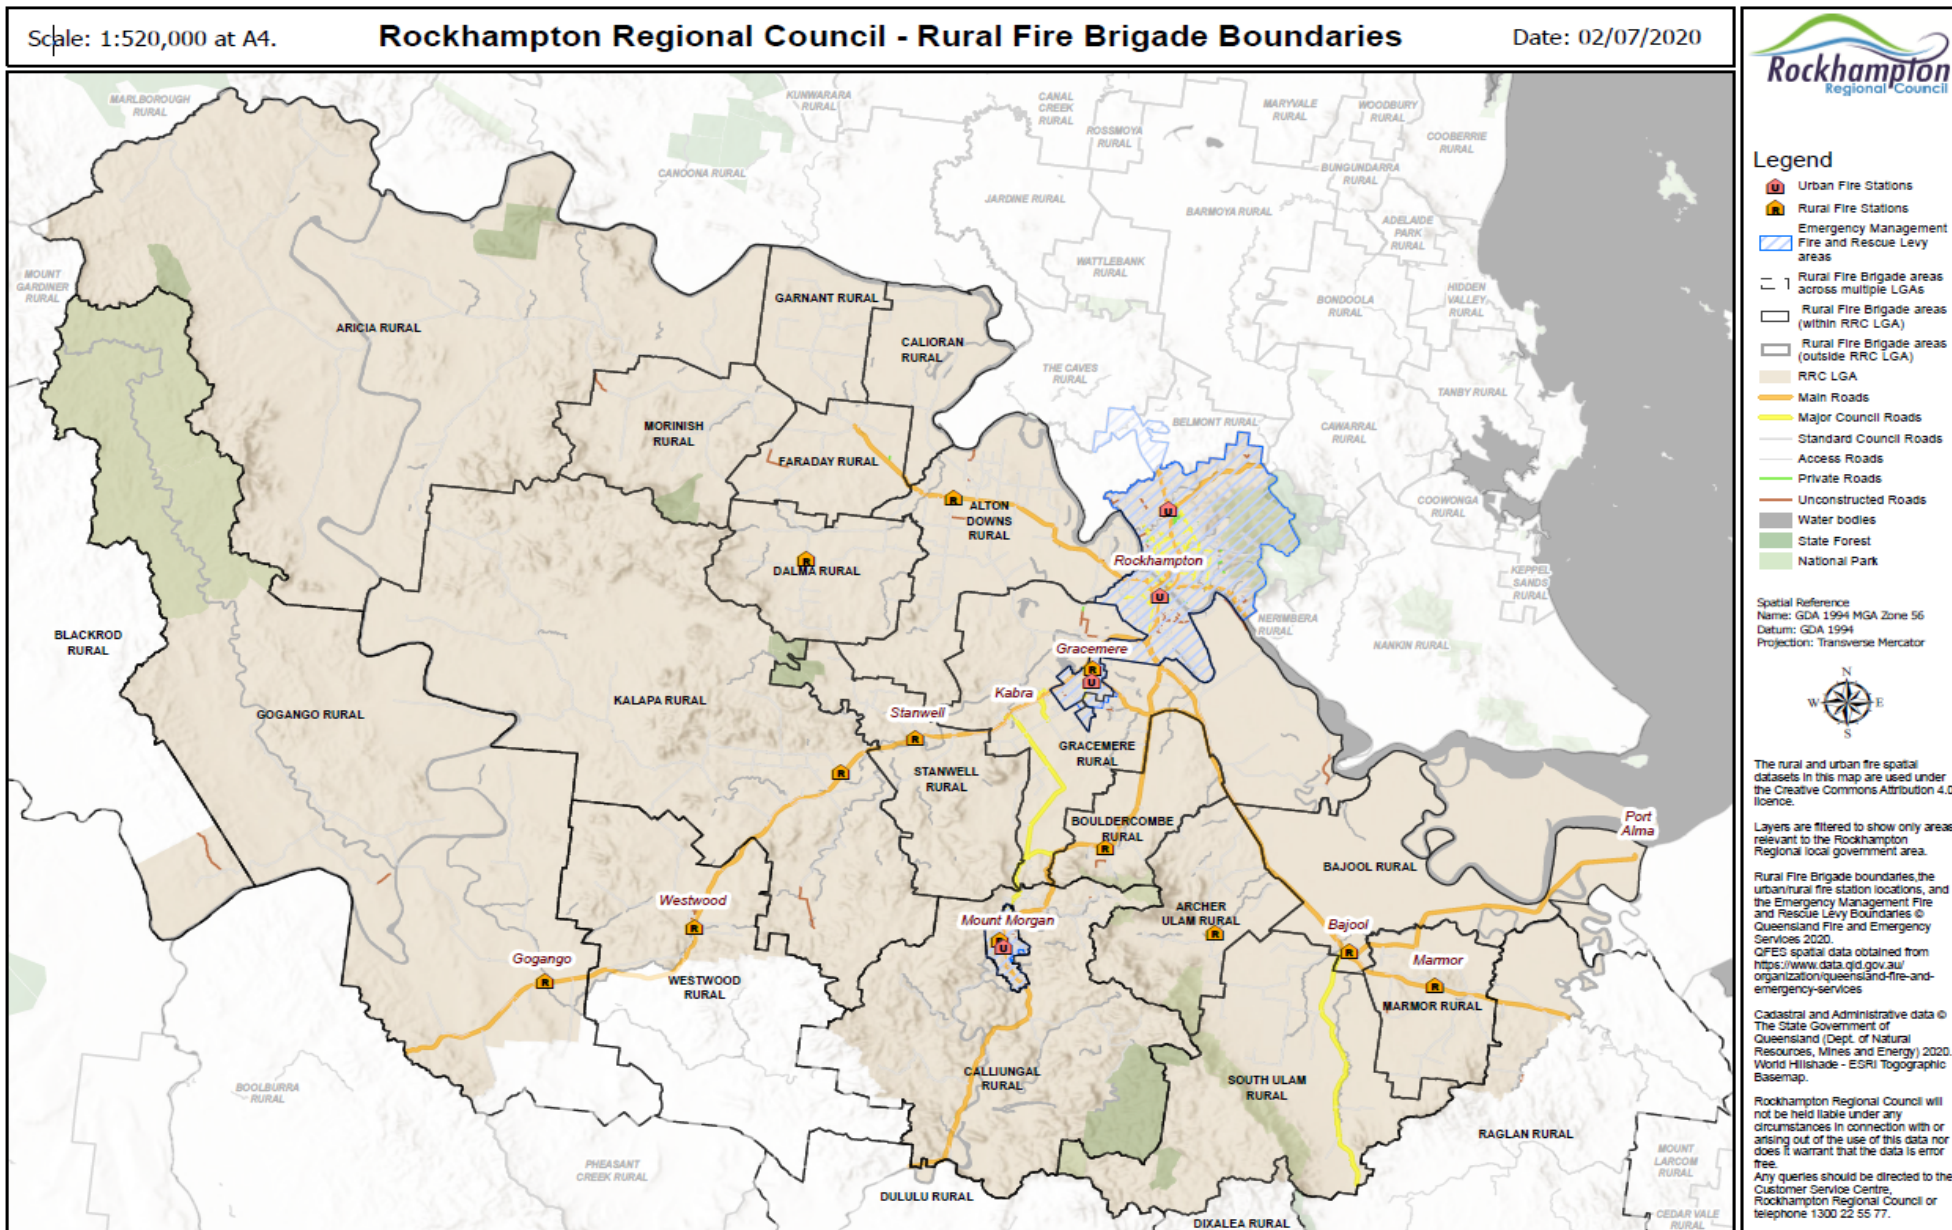 Scale: 1:520,000 at A4.
Rockhampton Regional Council - Rural Fire Brigade Boundaries
Date: 02/07/2020
Rockhampton
Regional Council
Legend
U Urban Fire Stations
R Rural Fire Stations
Emergency Management
Fire and Rescue Levy
areas
Rural Fire Brigade areas
across multiple LGAs
Rural Fire Brigade areas
(within RRC LGA)
Rural Fire Brigade areas
(outside RRC LGA)
RRC LGA
Main Roads
Major Council Roads
Standard Council Roads
Access Roads
Private Roads
Unconstructed Roads
Water bodies
State Forest
National Park
Spatial Reference
Name: GDA 1994 MGA Zone 56
Datum: GDA 1994
Projection: Transverse Mercator
N
W
E
S
The rural and urban fire spatial
datasets in this map are used under
the Creative Commons Attribution 4.0
licence.
Layers are filtered to show only areas
relevant to the Rockhampton
Regional local government area.
Rural Fire Brigade boundaries,the
urban/rural fire station locations, and
the Emergency Management Fire
and Rescue Levy Boundaries ©
Queensland Fire and Emergency
Services 2020.
QFES spatial data obtained from
https://www.data.qld.gov.au/
organization/queensland-fire-and-
emergency-services
Cadastral and Administrative data ©
The State Government of
Queensland (Dept. of Natural
Resources, Mines and Energy) 2020.
World Hillshade - ESRI Togographic
Basemap.
Rockhampton Regional Council will
not be held liable under any
circumstances in connection with or
arising out of the use of this data nor
does it warrant that the data is error
free.
Any queries should be directed to the
Customer Service Centre,
Rockhampton Regional Council or
telephone 1300 22 55 77.
MARLBOROUGH
RURAL
KUNWARARA
RURAL
CANAL
CREEK
RURAL
ROSSMOYA
RURAL
MARYVALE
RURAL
WOODBURY
RURAL
COOBERRIE
RURAL
CANOONA RURAL
BUNGUNDARRA
RURAL
JARDINE RURAL
BARMOYA RURAL
ADELAIDE
PARK
RURAL
MOUNT
GARDINER
RURAL
WATTLEBANK
RURAL
HIDDEN
VALLEY
RURAL
BONDOOLA
RURAL
GARNANT RURAL
ARICIA RURAL
CALIORAN
RURAL
THE CAVES
RURAL
TANBY RURAL
MORINISH
RURAL
BELMONT RURAL
CAWARRAL
RURAL
FARADAY RURAL
R
ALTON
DOWNS
RURAL
U
COOWONGA
RURAL
R
DALMA RURAL
Rockhampton
U
KEPPEL
SANDS
RURAL
NERIMBERA
RURAL
NANKIN RURAL
BLACKROD
RURAL
Gracemere
R
U
Kabra
KALAPA RURAL
GOGANGO RURAL
Stanwell
R
GRACEMERE
RURAL
R
STANWELL
RURAL
BOULDERCOMBE
RURAL
R
Port
Alma
BAJOOL RURAL
Westwood
R
Mount Morgan
R
U
ARCHER
ULAM RURAL
R
Bajool
R
Gogango
R
Marmor
R
WESTWOOD
RURAL
MARMOR RURAL
CALLIUNGAL
RURAL
SOUTH ULAM
RURAL
BOOLBURRA
RURAL
RAGLAN RURAL
PHEASANT
CREEK RURAL
MOUNT
LARCOM
RURAL
DULULU RURAL
DIXALEA RURAL
CEDAR VALE
RURAL